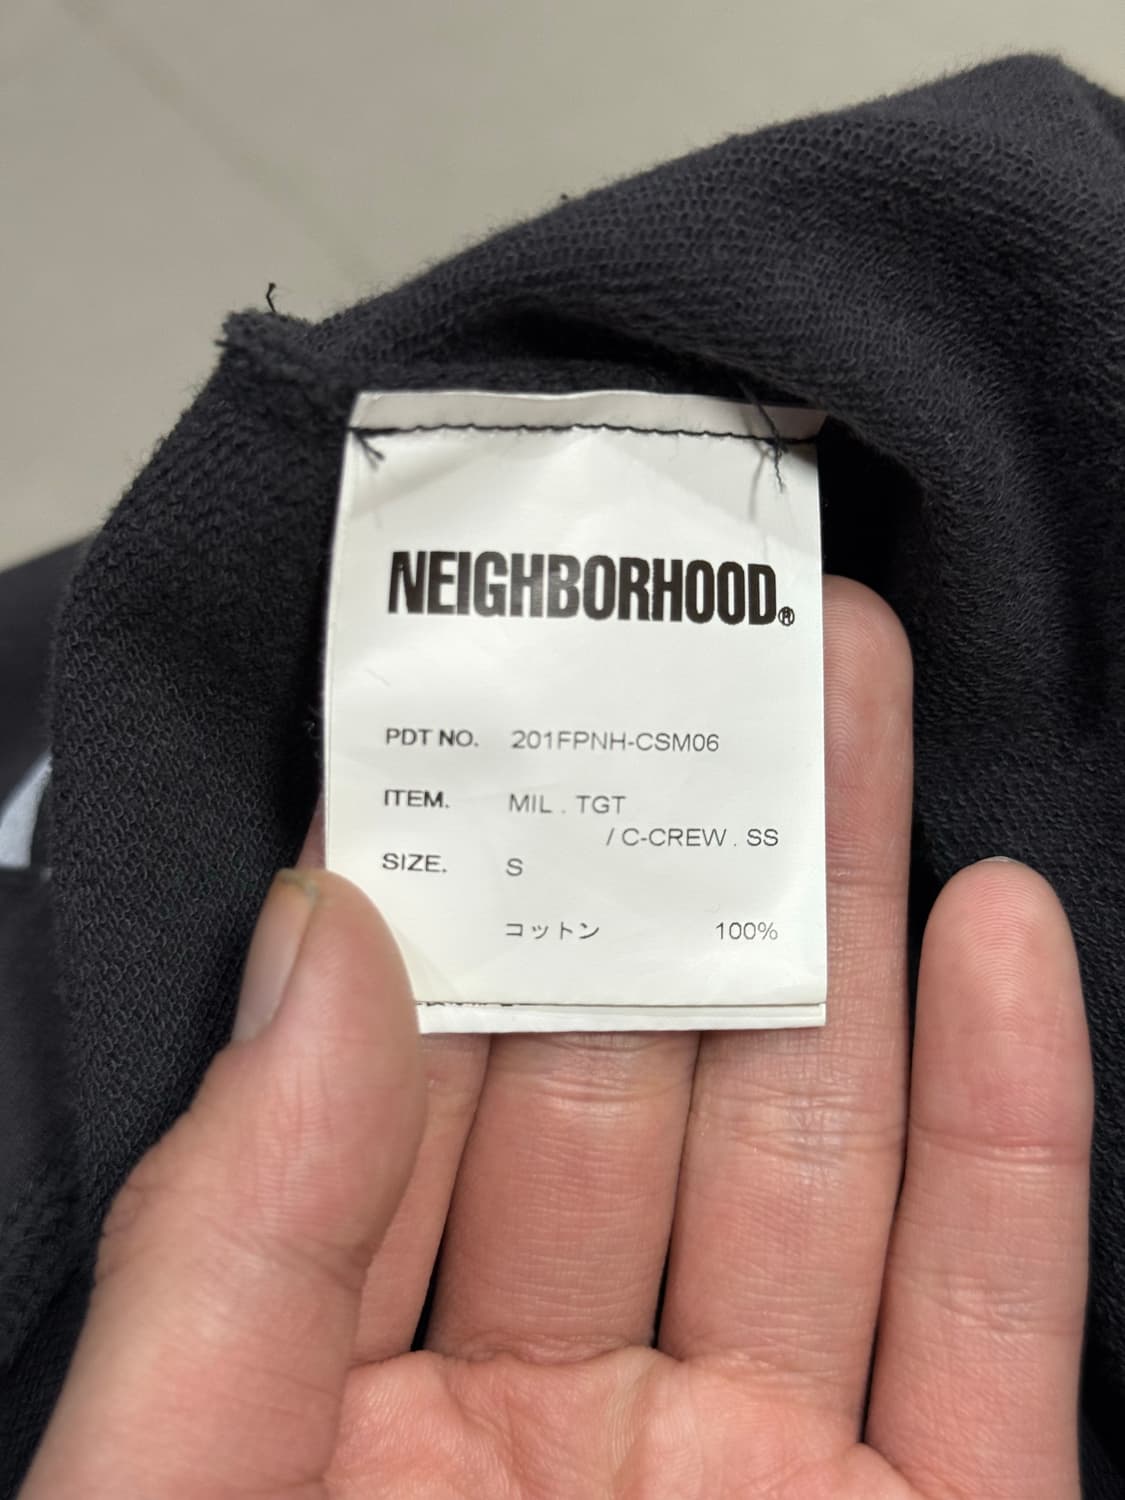 NEIGHBORHOOD®
PDT NO. 201FPNH-CSM06
ITEM. MIL . TGT
/ C-CREW . SS
SIZE. S
コットン 100%